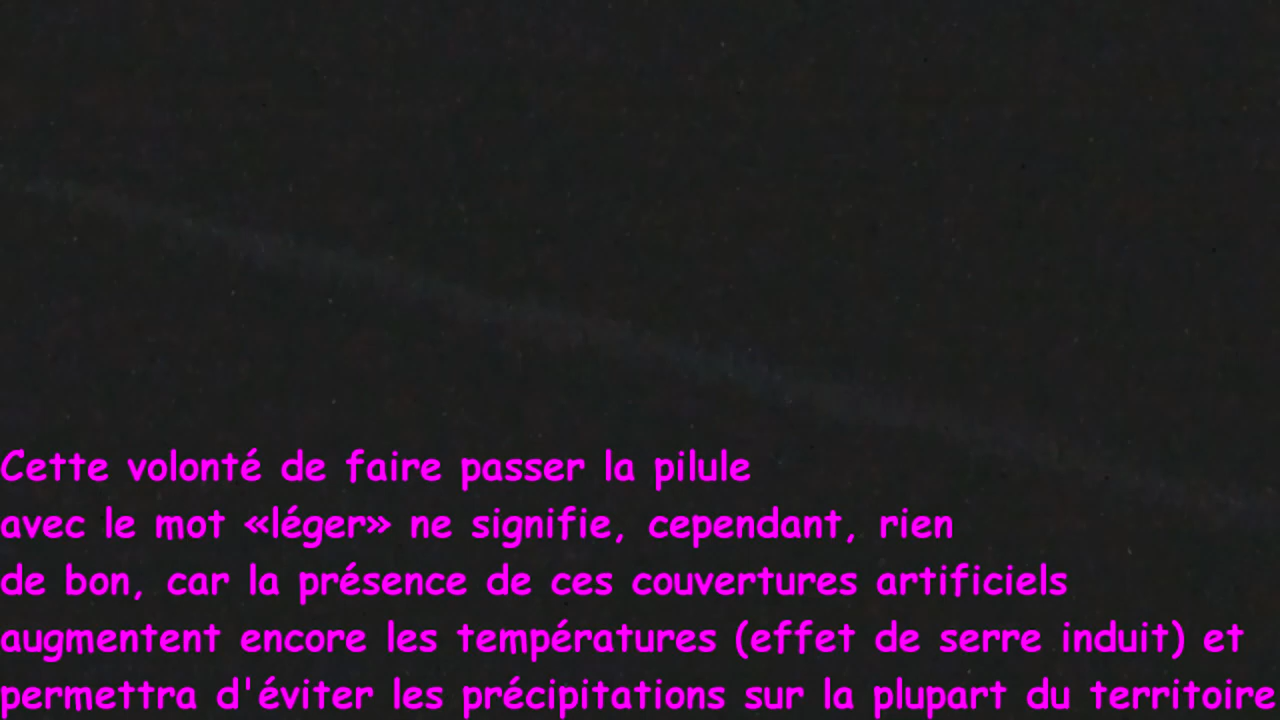 Cette volonté de faire passer la pilule
avec le mot «léger» ne signifie, cependant, rien
de bon, car la présence de ces couvertures artificiels
augmentent encore les températures (effet de serre induit) et
permettra d'éviter les précipitations sur la plupart du territoire